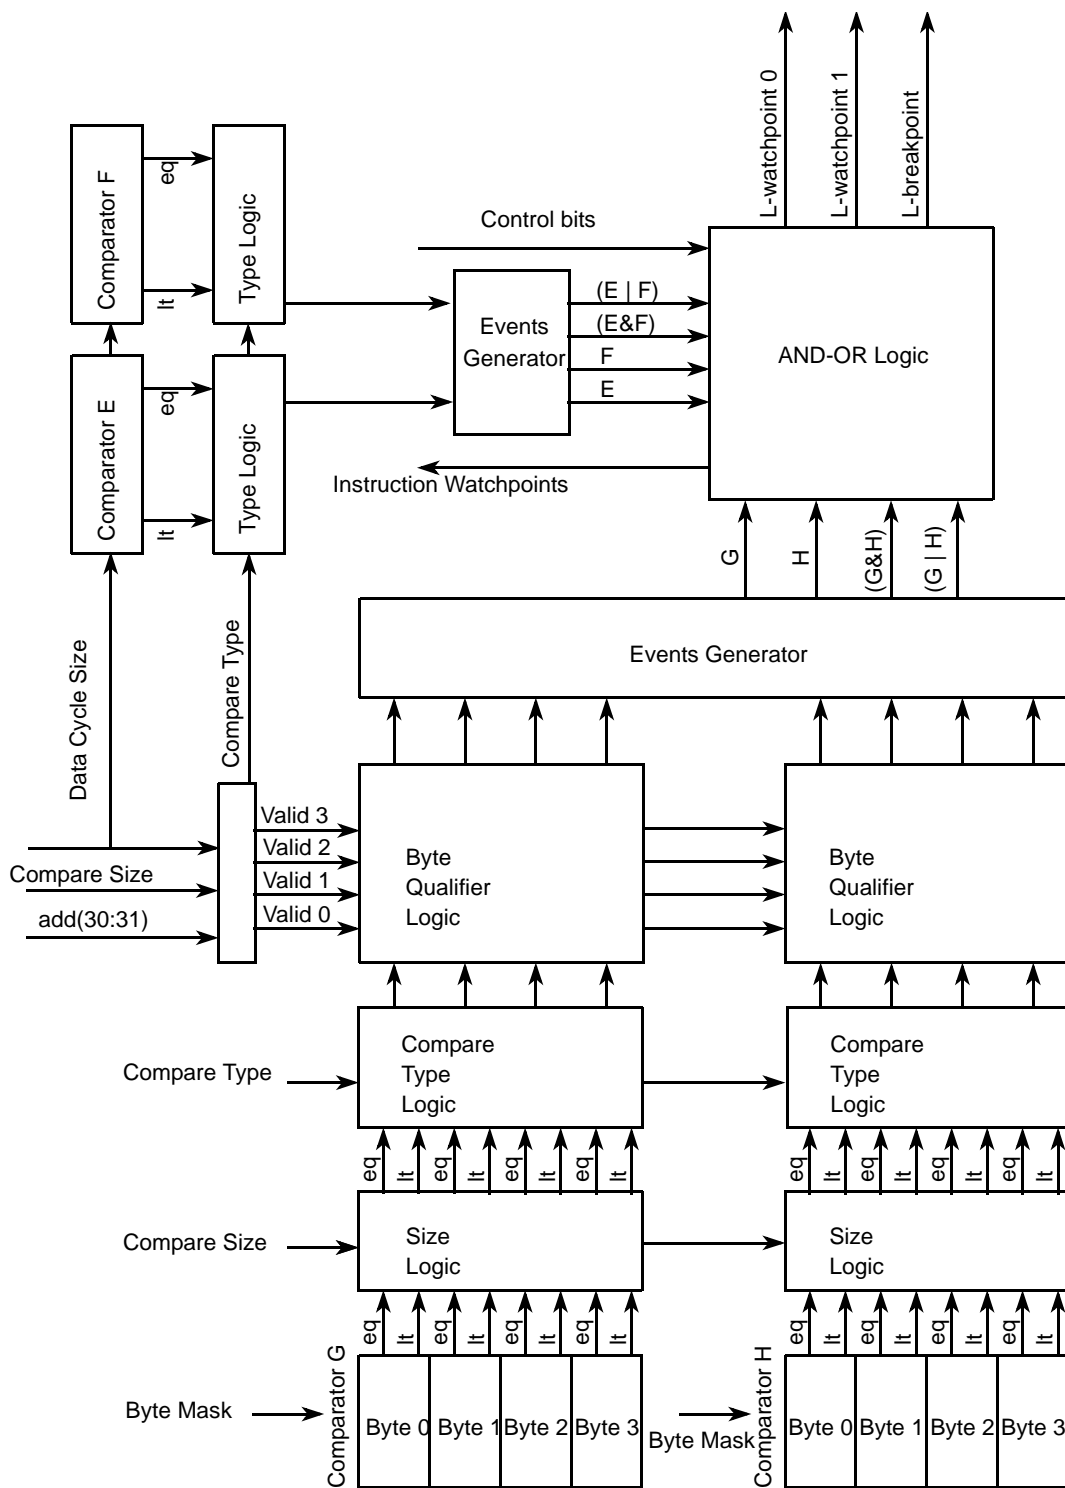 L-watchpoint 0
L-watchpoint 1
L-breakpoint
Comparator F
eq
lt
Type Logic
Control bits
Events
Generator
(E | F)
(E&F)
F
E
AND-OR Logic
Comparator E
eq
lt
Type Logic
Instruction Watchpoints
G
H
(G&H)
(G | H)
Events Generator
Data Cycle Size
Compare Type
Compare Size
add(30:31)
Valid 3
Valid 2
Valid 1
Valid 0
Byte
Qualifier
Logic
Byte
Qualifier
Logic
Compare Type
Compare
Type
Logic
Compare
Type
Logic
eq
lt
eq
lt
eq
lt
eq
lt
eq
lt
eq
lt
eq
lt
eq
lt
Compare Size
Size
Logic
Size
Logic
eq
lt
eq
lt
eq
lt
eq
lt
eq
lt
eq
lt
eq
lt
eq
lt
Byte Mask
Comparator G
Byte 0
Byte 1
Byte 2
Byte 3
Byte Mask
Comparator H
Byte 0
Byte 1
Byte 2
Byte 3